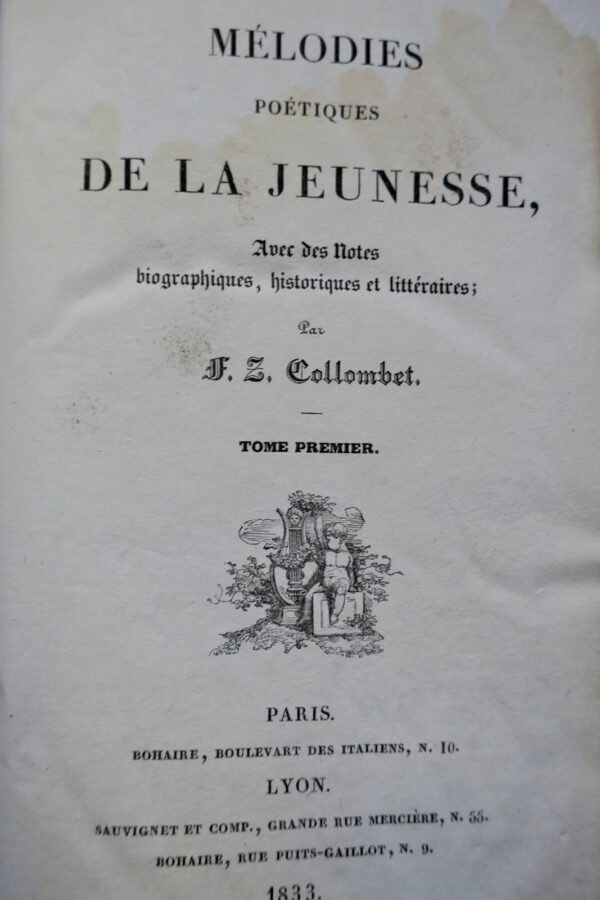 MÉLODIES
POÉTIQUES
DE LA JEUNESSE,
Avec des Notes
biographiques, historiques et littéraires;
Par
F. Z. Collombet.
TOME PREMIER.
PARIS.
BOHAIRE, BOULEVART DES ITALIENS, N. 10.
LYON.
SAUVIGNET ET COMP., GRANDE RUE MERCIÈRE, N. 55.
BOHAIRE, RUE PUITS-GAILLOT, N. 9.
1833.